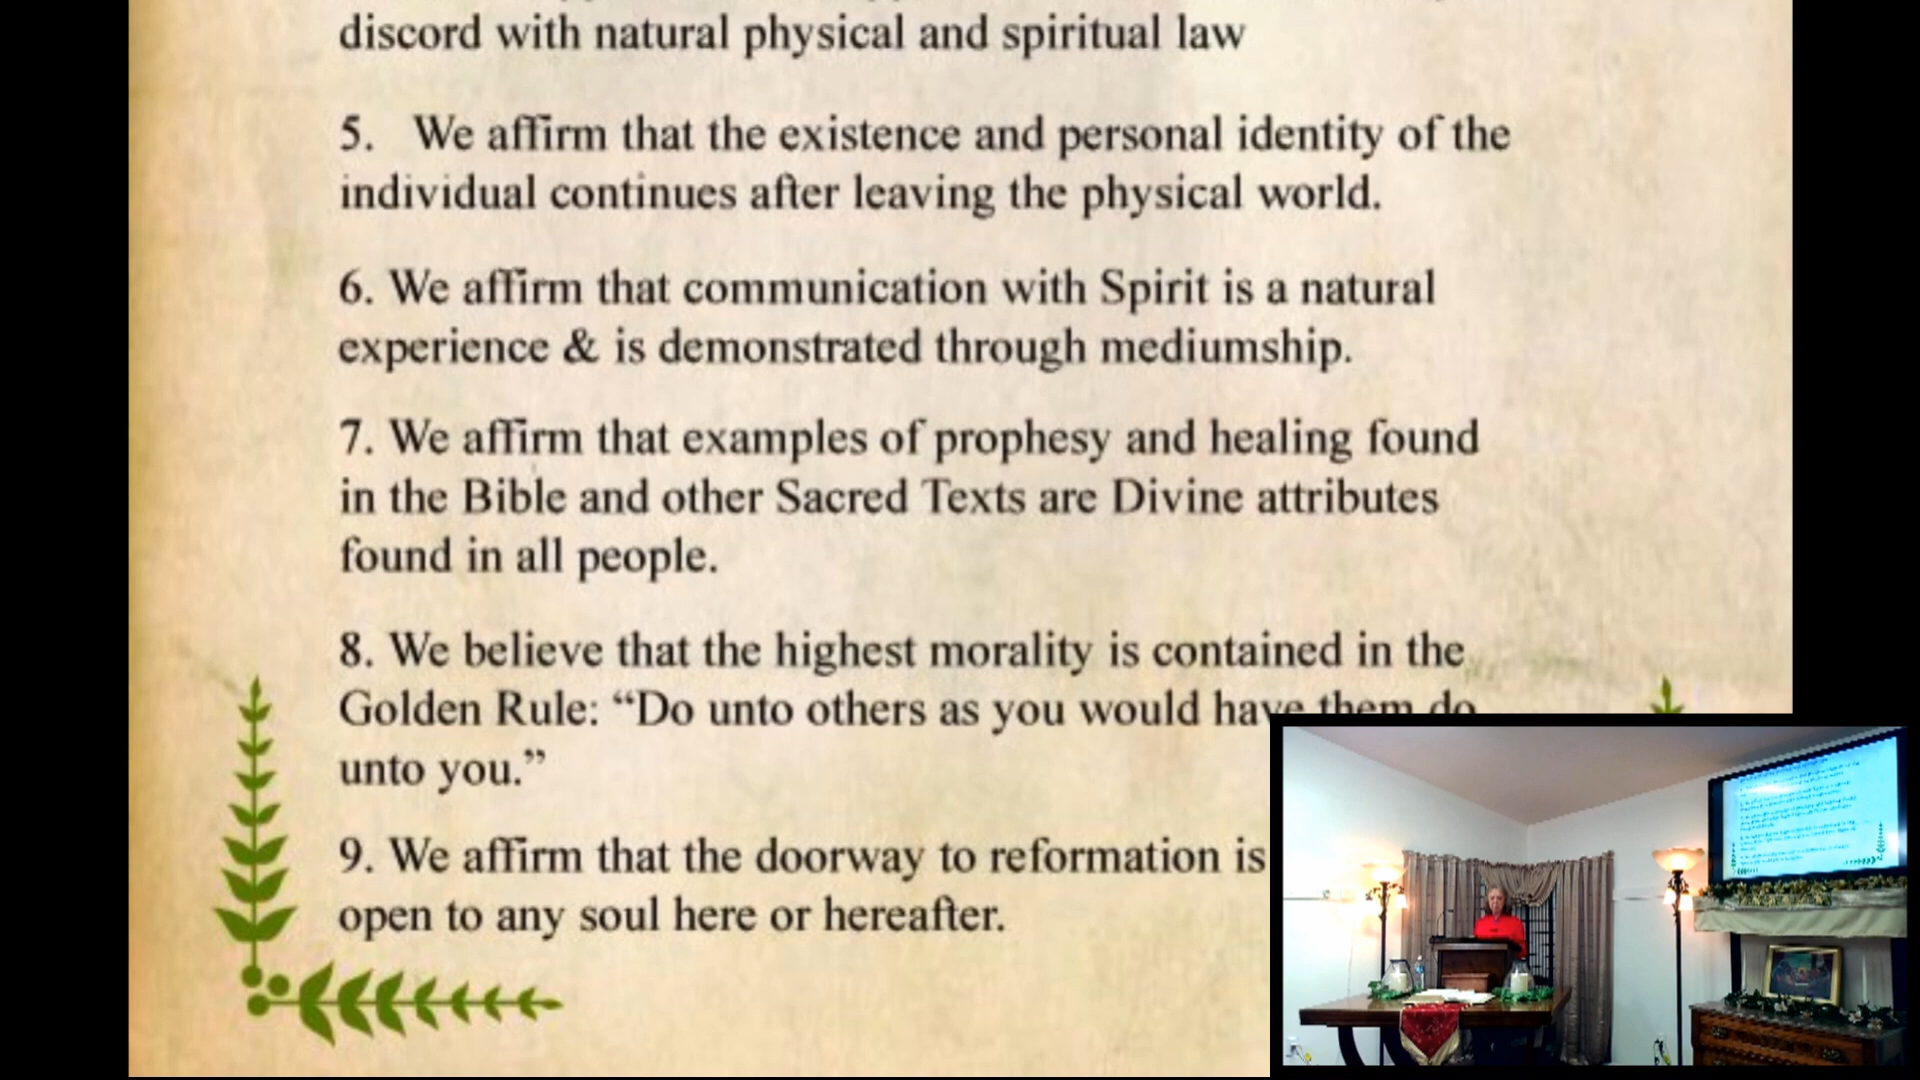 discord with natural physical and spiritual law
5. We affirm that the existence and personal identity of the
individual continues after leaving the physical world.
6. We affirm that communication with Spirit is a natural
experience & is demonstrated through mediumship.
7. We affirm that examples of prophesy and healing found
in the Bible and other Sacred Texts are Divine attributes
found in all people.
8. We believe that the highest morality is contained in the
Golden Rule: “Do unto others as you would have them do
unto you.”
9. We affirm that the doorway to reformation is
open to any soul here or hereafter.